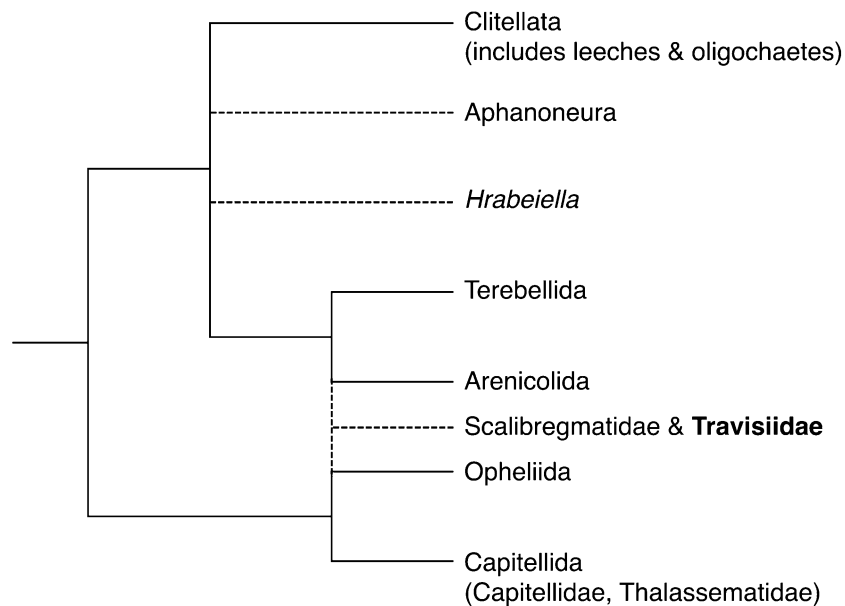 Clitellata
(includes leeches & oligochaetes)
Aphanoneura
Hrabeiella
Terebellida
Arenicolida
Scalibregmatidae & Travisiidae
Opheliida
Capitellida
(Capitellidae, Thalassematidae)